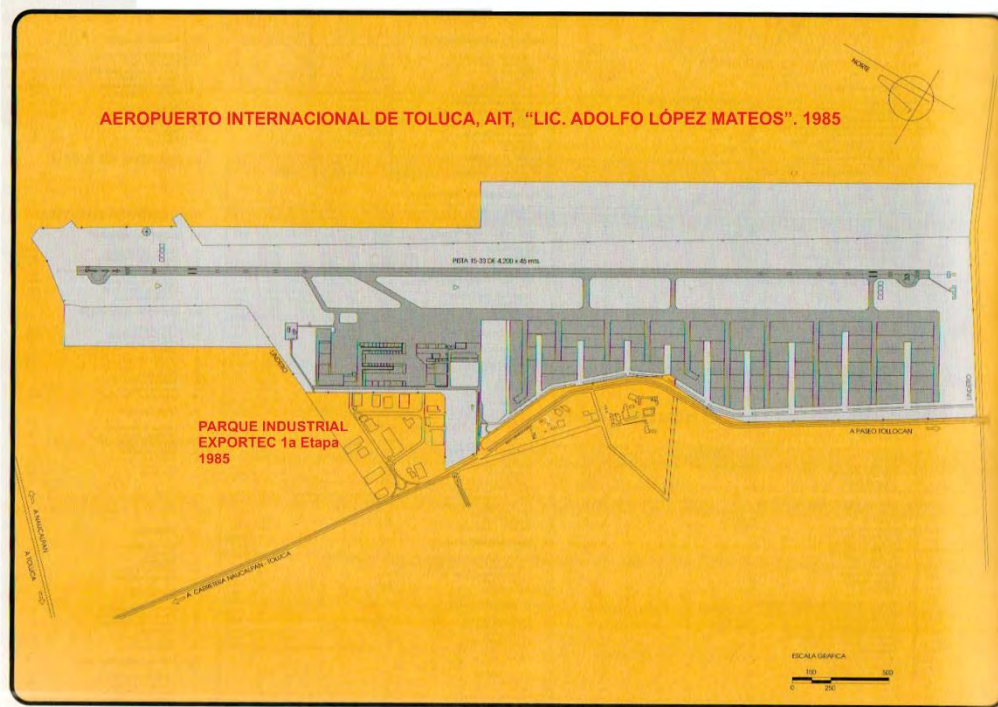 NORTE
AEROPUERTO INTERNACIONAL DE TOLUCA, AIT, “LIC. ADOLFO LÓPEZ MATEOS”. 1985
PISTA 15-33 DE 4,200 x 45 mts.
LINDERO
LINDERO
PARQUE INDUSTRIAL
EXPORTEC 1a Etapa
1985
A PASEO TOLLOCAN
A NAUCALPAN
A TOLUCA
A CARRETERA NAUCALPAN - TOLUCA
ESCALA GRAFICA
100 500
0 250